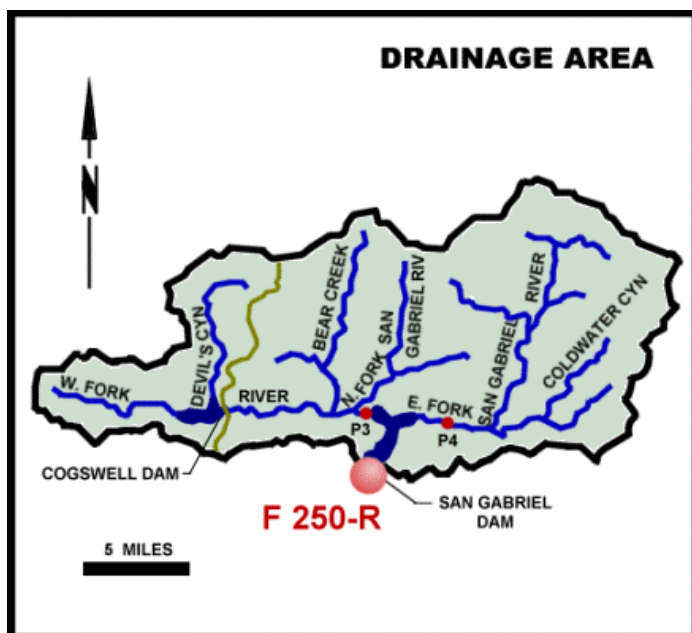 DRAINAGE AREA
N
W. FORK
DEVIL'S CYN
RIVER
BEAR CREEK
N. FORK SAN
GABRIEL RIV
E. FORK
SAN GABRIEL
RIVER
COLDWATER CYN
P3
P4
COGSWELL DAM
SAN GABRIEL
DAM
F 250-R
5 MILES